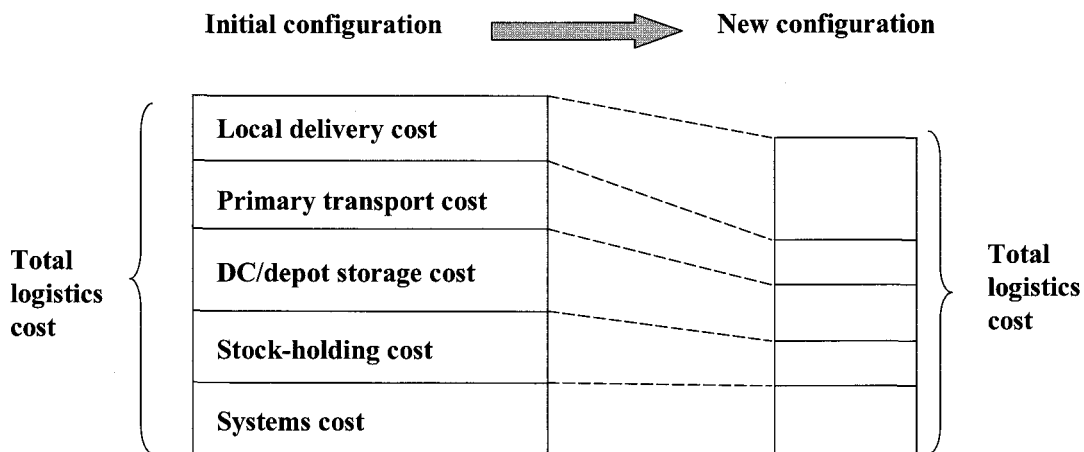 Initial configuration
New configuration
Local delivery cost
Primary transport cost
DC/depot storage cost
Stock-holding cost
Systems cost
Total
logistics
cost
Total
logistics
cost